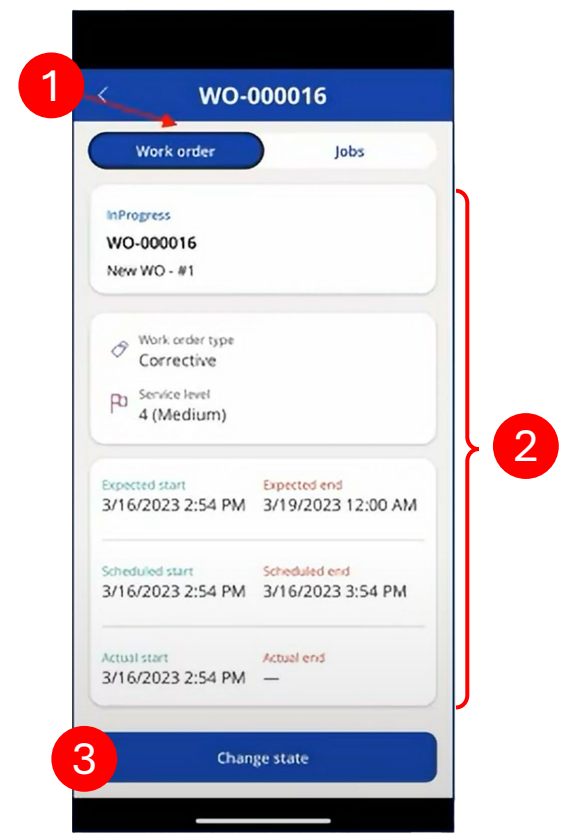 1
WO-000016
Work order Jobs
InProgress
WO-000016
New WO - #1
Work order type
Corrective
Service level
4 (Medium)
2
Expected start Expected end
3/16/2023 2:54 PM 3/19/2023 12:00 AM
Scheduled start Scheduled end
3/16/2023 2:54 PM 3/16/2023 3:54 PM
Actual start Actual end
3/16/2023 2:54 PM —
3
Change state